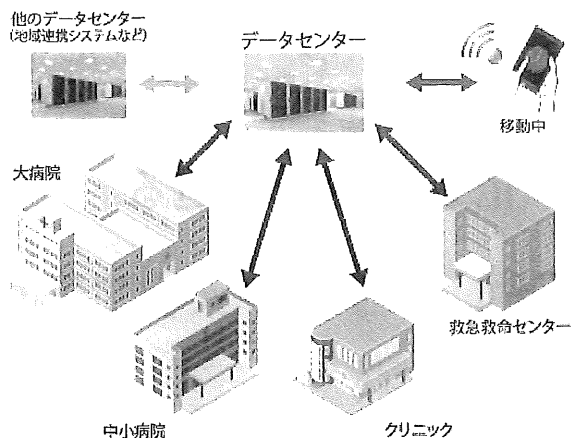 他のデータセンター
(地域連携システムなど)
データセンター
移動中
大病院
救急救命センター
中小病院
クリニック